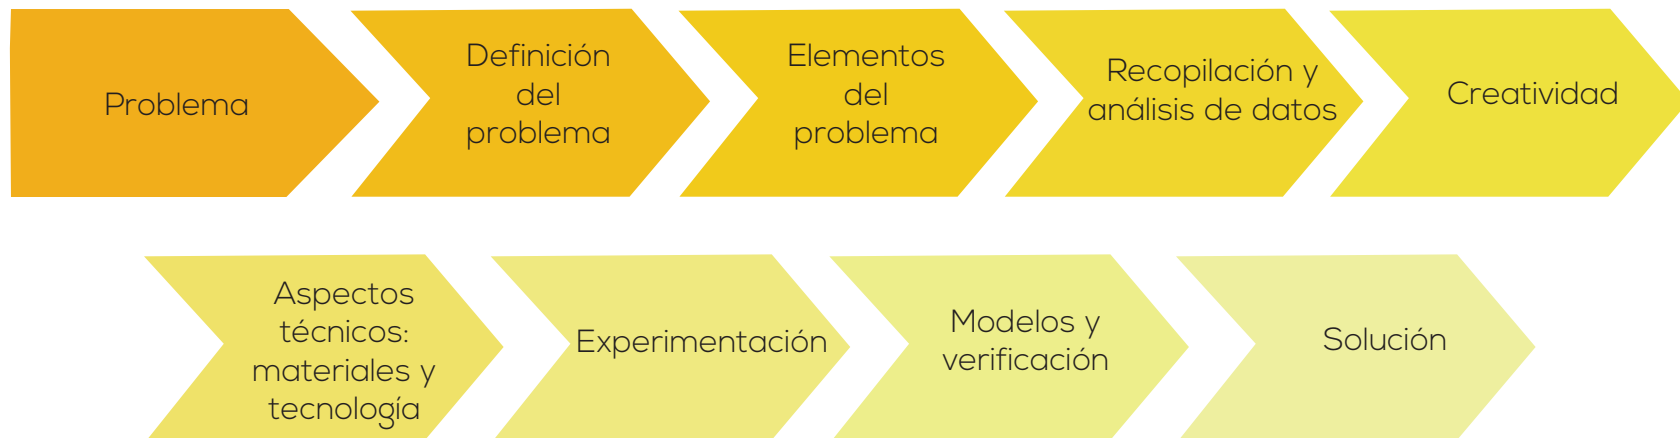 Problema
Definición
del
problema
Elementos
del
problema
Recopilación y
análisis de datos
Creatividad
Aspectos
técnicos:
materiales y
tecnología
Experimentación
Modelos y
verificación
Solución